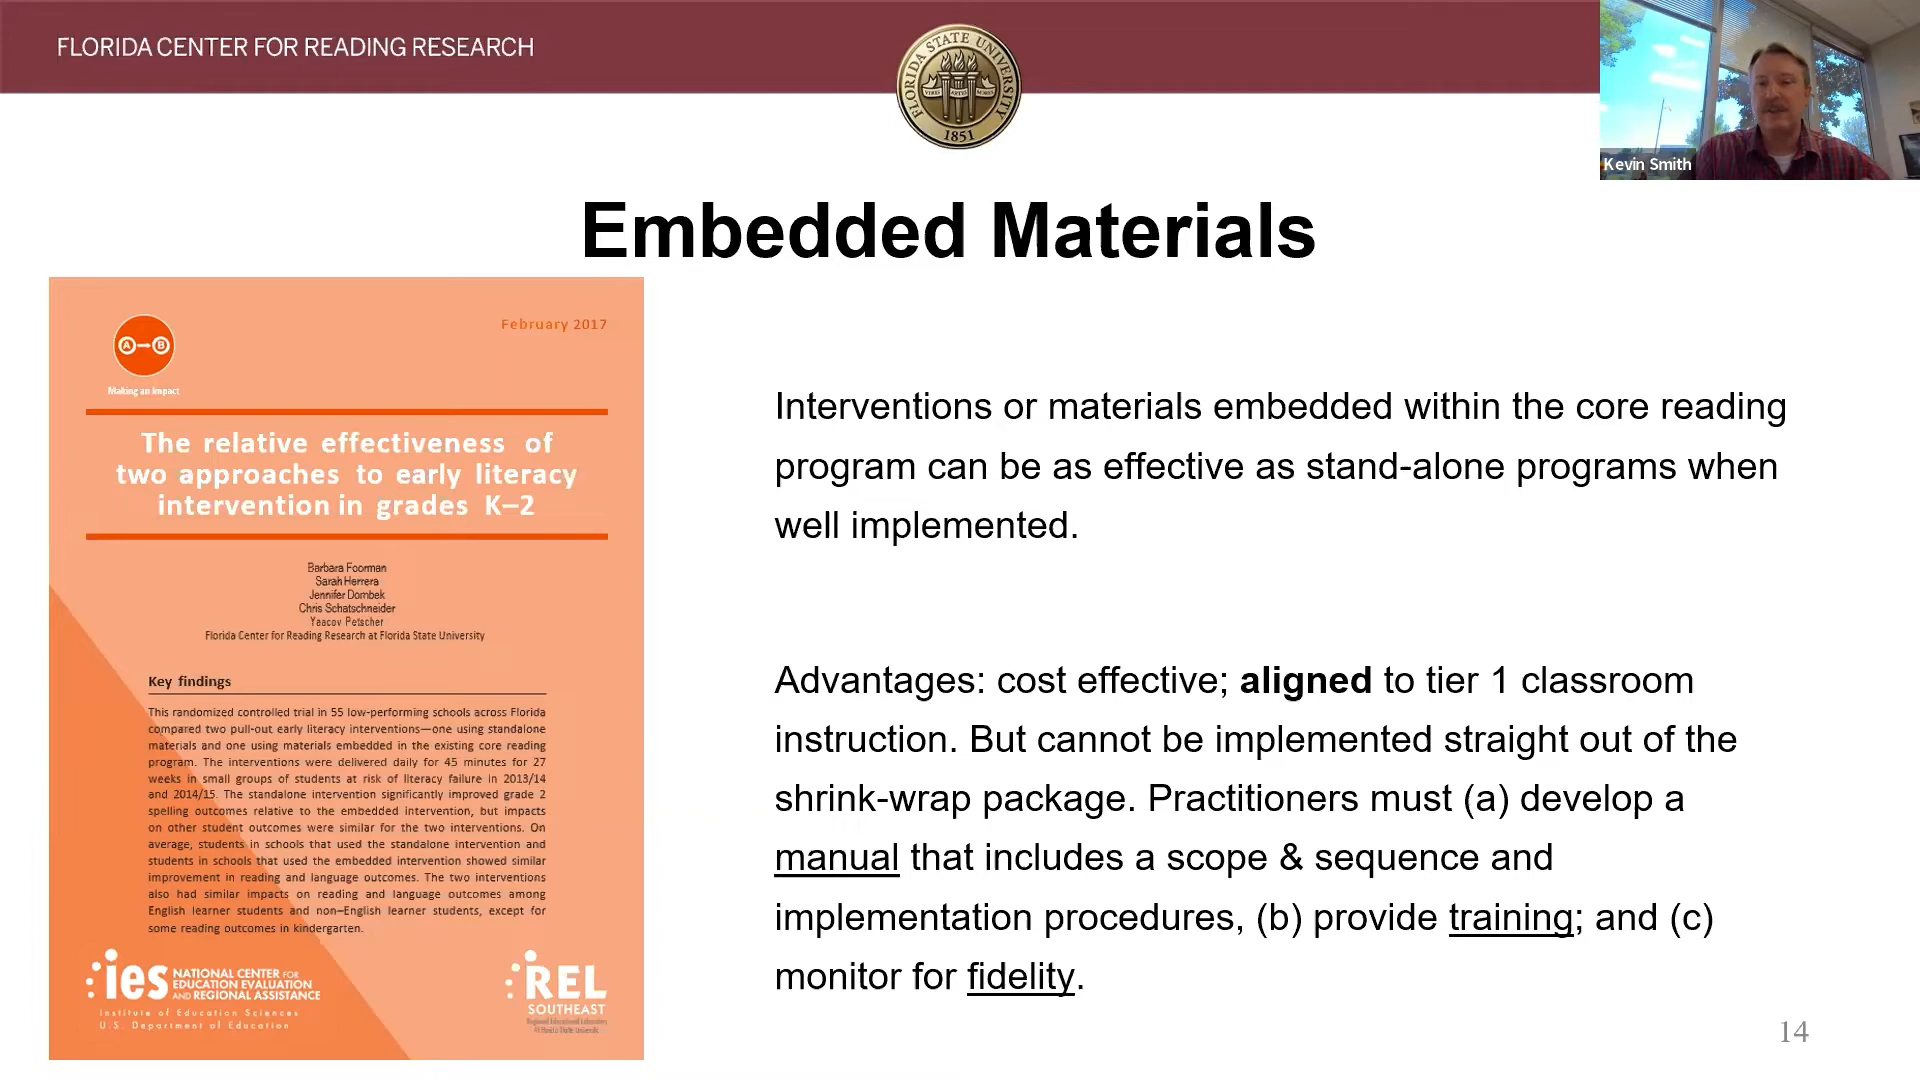 FLORIDA CENTER FOR READING RESEARCH
FLORIDA STATE UNIVERSITY
1851
Kevin Smith
Embedded Materials
February 2017
A B
Making an Impact
The relative effectiveness of
two approaches to early literacy
intervention in grades K–2
Barbara Foorman
Sarah Herrera
Jennifer Dombek
Chris Schatschneider
Yaacov Petscher
Florida Center for Reading Research at Florida State University
Key findings
This randomized controlled trial in 55 low-performing schools across Florida
compared two pull-out early literacy interventions—one using standalone
materials and one using materials embedded in the existing core reading
program. The interventions were delivered daily for 45 minutes for 27
weeks in small groups of students at risk of literacy failure in 2013/14
and 2014/15. The standalone intervention significantly improved grade 2
spelling outcomes relative to the embedded intervention, but impacts
on other student outcomes were similar for the two interventions. On
average, students in schools that used the standalone intervention and
students in schools that used the embedded intervention showed similar
improvement in reading and language outcomes. The two interventions
also had similar impacts on reading and language outcomes among
English learner students and non–English learner students, except for
some reading outcomes in kindergarten.
ies NATIONAL CENTER FOR
EDUCATION EVALUATION
AND REGIONAL ASSISTANCE
Institute of Education Sciences
U.S. Department of Education
REL
SOUTHEAST
Regional Educational Laboratory
At Florida State University
Interventions or materials embedded within the core reading
program can be as effective as stand-alone programs when
well implemented.
Advantages: cost effective; aligned to tier 1 classroom
instruction. But cannot be implemented straight out of the
shrink-wrap package. Practitioners must (a) develop a
manual that includes a scope & sequence and
implementation procedures, (b) provide training; and (c)
monitor for fidelity.
14